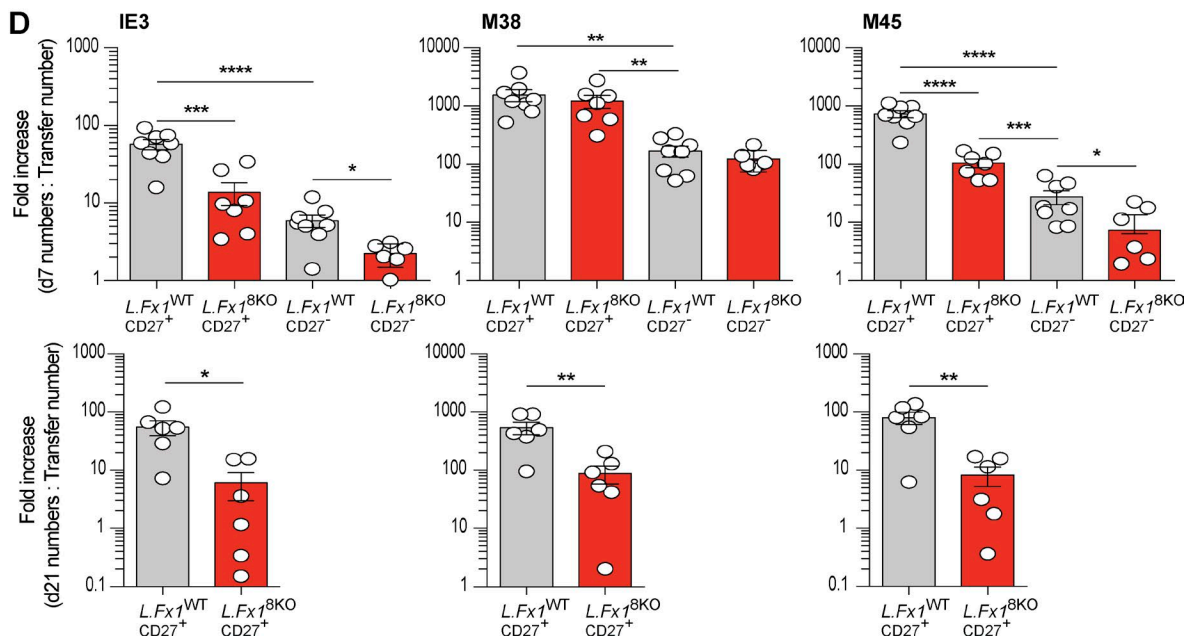 D
IE3 M38 M45
Fold increase
(d7 numbers : Transfer number)
1000
100
10
1
**** 
***
*
L.Fx1WT CD27+
L.Fx18KO CD27+
L.Fx1WT CD27-
L.Fx18KO CD27-
10000
1000
100
10
1
**
**
L.Fx1WT CD27+
L.Fx18KO CD27+
L.Fx1WT CD27-
L.Fx18KO CD27-
10000
1000
100
10
1
****
****
***
*
L.Fx1WT CD27+
L.Fx18KO CD27+
L.Fx1WT CD27-
L.Fx18KO CD27-
Fold increase
(d21 numbers : Transfer number)
1000
100
10
1
0.1
*
L.Fx1WT CD27+
L.Fx18KO CD27+
10000
1000
100
10
1
**
L.Fx1WT CD27+
L.Fx18KO CD27+
1000
100
10
1
0.1
**
L.Fx1WT CD27+
L.Fx18KO CD27+